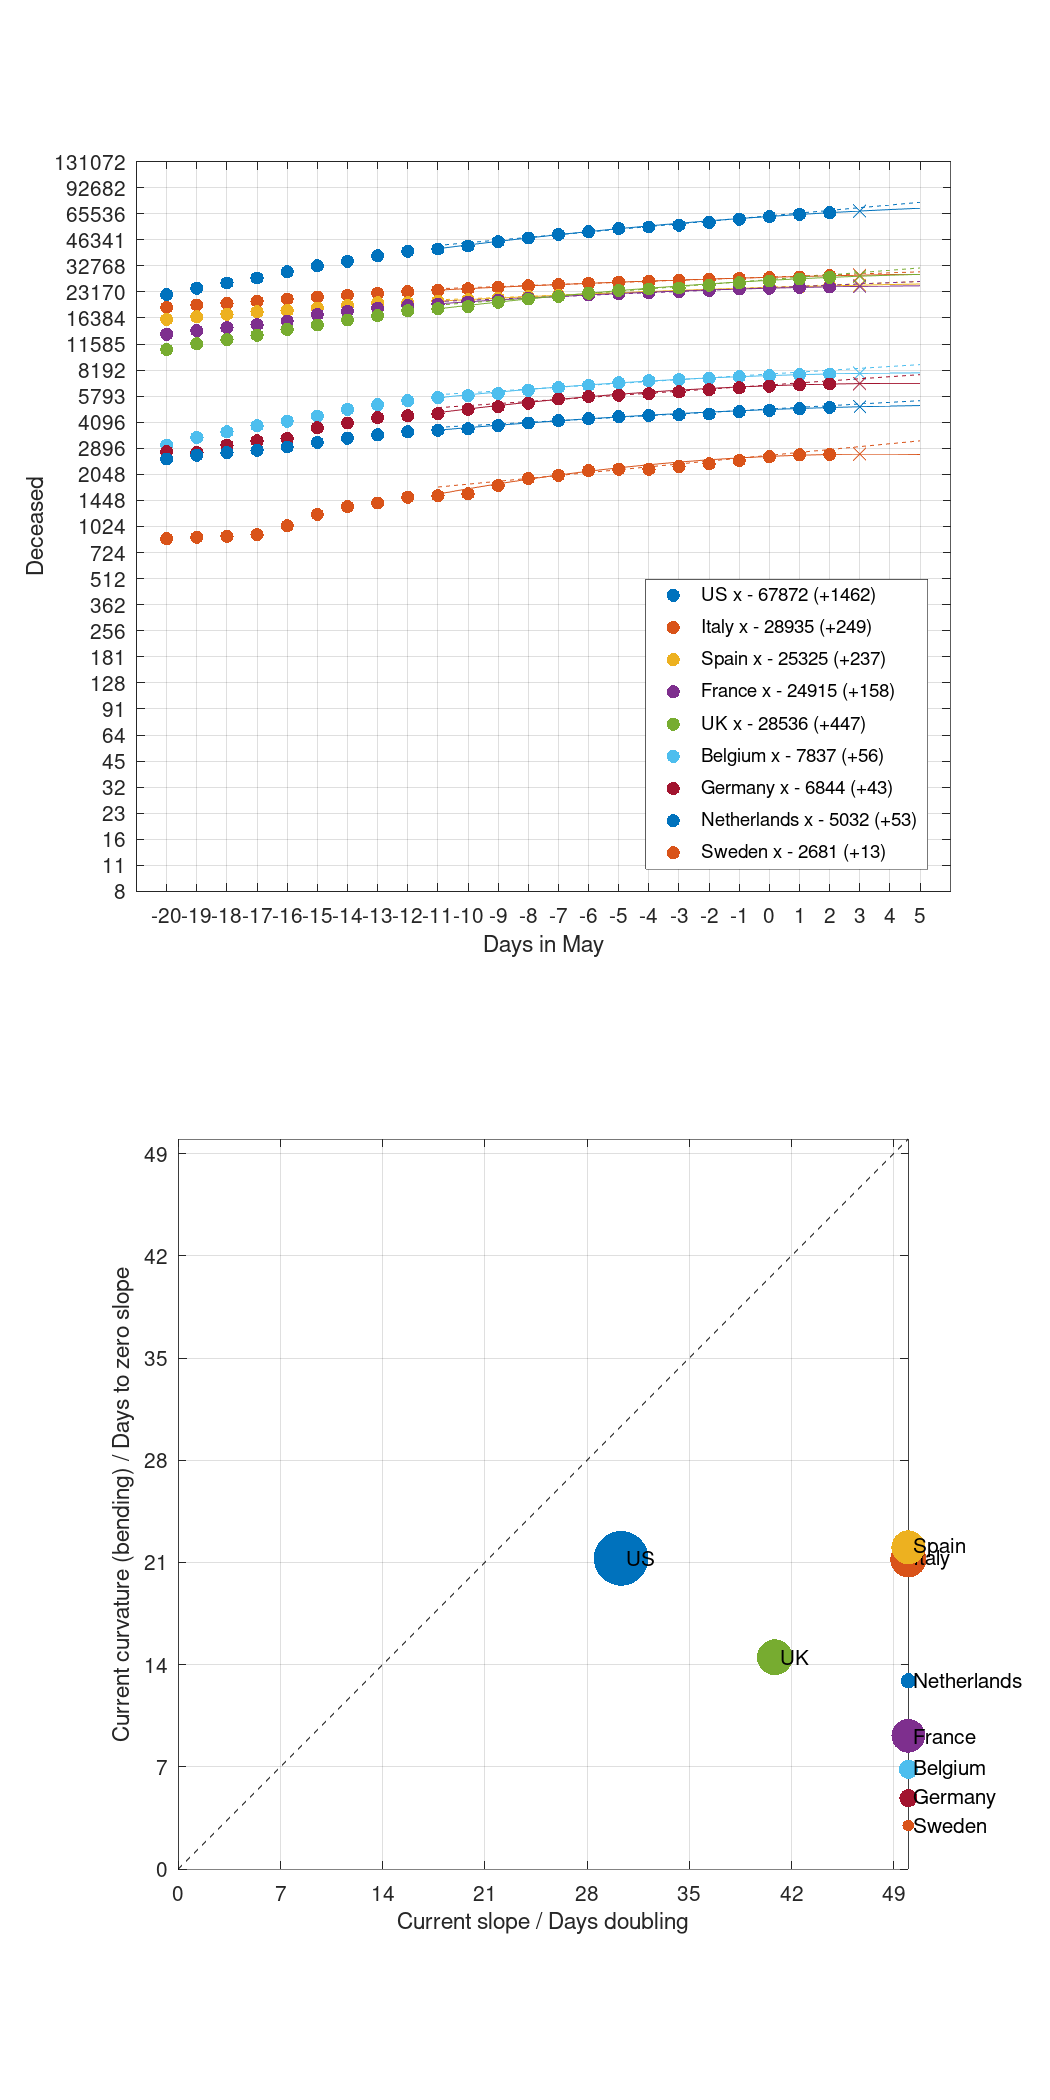 131072
92682
65536
46341
32768
23170
16384
11585
8192
5793
4096
2896
2048
1448
1024
724
512
362
256
181
128
91
64
45
32
23
16
11
8
Deceased
US x - 67872 (+1462)
Italy x - 28935 (+249)
Spain x - 25325 (+237)
France x - 24915 (+158)
UK x - 28536 (+447)
Belgium x - 7837 (+56)
Germany x - 6844 (+43)
Netherlands x - 5032 (+53)
Sweden x - 2681 (+13)
-20 -19 -18 -17 -16 -15 -14 -13 -12 -11 -10 -9 -8 -7 -6 -5 -4 -3 -2 -1 0 1 2 3 4 5
Days in May
49
42
35
28
21
14
7
0
Current curvature (bending) / Days to zero slope
Spain
Italy
US
UK
Netherlands
France
Belgium
Germany
Sweden
0 7 14 21 28 35 42 49
Current slope / Days doubling